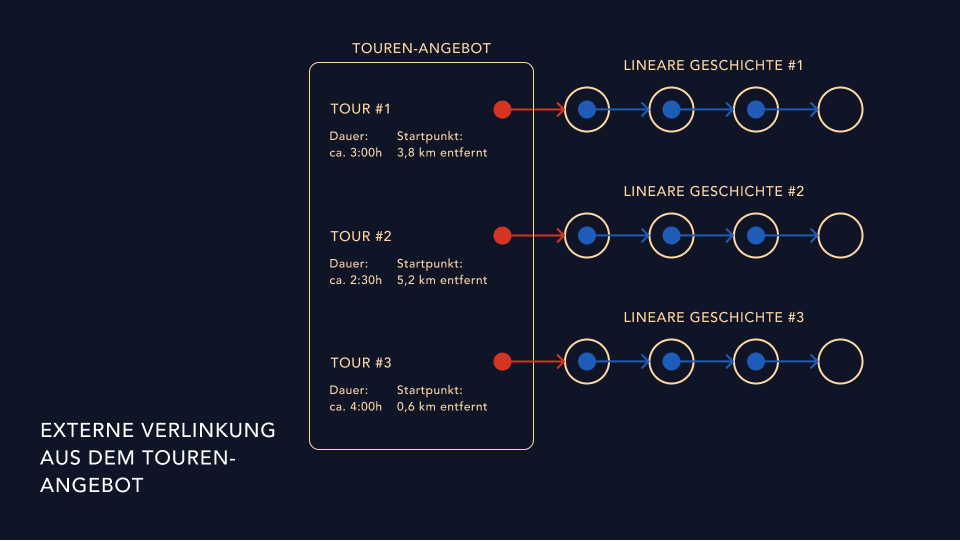 TOUREN-ANGEBOT
TOUR #1
Dauer: Startpunkt:
ca. 3:00h 3,8 km entfernt
TOUR #2
Dauer: Startpunkt:
ca. 2:30h 5,2 km entfernt
TOUR #3
Dauer: Startpunkt:
ca. 4:00h 0,6 km entfernt
LINEARE GESCHICHTE #1
LINEARE GESCHICHTE #2
LINEARE GESCHICHTE #3
EXTERNE VERLINKUNG
AUS DEM TOUREN-
ANGEBOT